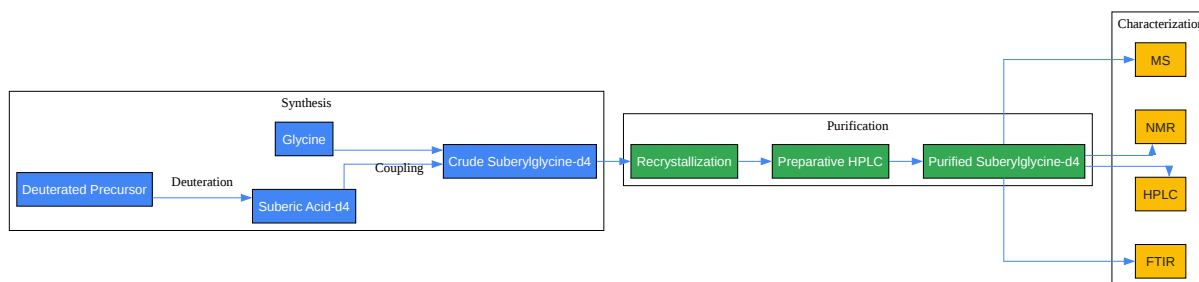 Characterization
MS
Synthesis
Glycine
Purification
NMR
Crude Suberylglycine-d4
Recrystallization
Preparative HPLC
Purified Suberylglycine-d4
Coupling
Deuterated Precursor
Deuteration
Suberic Acid-d4
HPLC
FTIR